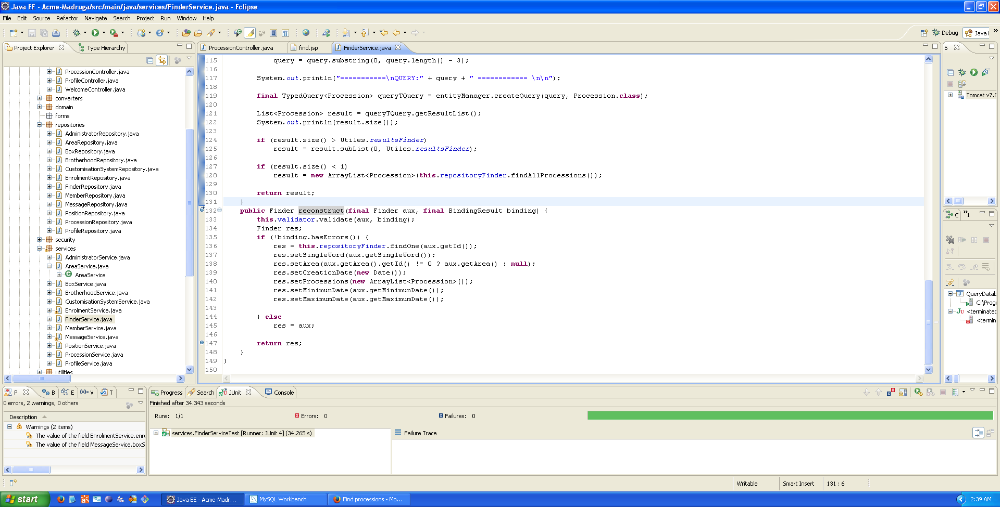 Java EE - Acme-Madruga/src/main/java/services/FinderService.java - Eclipse
File Edit Source Refactor Navigate Search Project Run Window Help
Debug Java
Project Explorer Type Hierarchy
ProcessionController.java find.jsp FinderService.java
S
ProcessionController.java
ProfileController.java
WelcomeController.java
converters
domain
forms
repositories
AdministratorRepository.java
AreaRepository.java
BoxRepository.java
BrotherhoodRepository.java
CustomisationSystemRepository.java
EnrolmentRepository.java
FinderRepository.java
MemberRepository.java
MessageRepository.java
PositionRepository.java
ProcessionRepository.java
ProfileRepository.java
security
services
AdministratorService.java
AreaService.java
AreaService
BoxService.java
BrotherhoodService.java
CustomisationSystemService.java
EnrolmentService.java
FinderService.java
MemberService.java
MessageService.java
PositionService.java
ProcessionService.java
ProfileService.java
utilities
115 query = query.substring(0, query.length() - 3);
116
117 System.out.println("===========\nQUERY:" + query + " ============ \n\n");
118
119 final TypedQuery<Procession> queryTQuery = entityManager.createQuery(query, Procession.class);
120
121 List<Procession> result = queryTQuery.getResultList();
122 System.out.println(result.size());
123
124 if (result.size() > Utiles.resultsFinder)
125 result = result.subList(0, Utiles.resultsFinder);
126
127 if (result.size() < 1)
128 result = new ArrayList<Procession>(this.repositoryFinder.findAllProcessions());
129
130 return result;
131 }
132 public Finder reconstruct(final Finder aux, final BindingResult binding) {
133 this.validator.validate(aux, binding);
134 Finder res;
135 if (!binding.hasErrors()) {
136 res = this.repositoryFinder.findOne(aux.getId());
137 res.setSingleWord(aux.getSingleWord());
138 res.setArea(aux.getArea().getId() != 0 ? aux.getArea() : null);
139 res.setCreationDate(new Date());
140 res.setProcessions(new ArrayList<Procession>());
141 res.setMinimunDate(aux.getMinimunDate());
142 res.setMaximumDate(aux.getMaximumDate());
143
144 } else
145 res = aux;
146
147 return res;
148 }
149 }
150
Tomcat v7.0
C
1
QueryDatab
C:\Prog
<terminated
<termin
P B E V T
0 errors, 2 warnings, 0 others
Description
Warnings (2 items)
The value of the field EnrolmentService.enro
The value of the field MessageService.boxS
Progress Search JUnit Console
Finished after 34.343 seconds
Runs: 1/1 Errors: 0 Failures: 0
services.FinderServiceTest [Runner: JUnit 4] (34.265 s)
Failure Trace
Writable Smart Insert 131 : 6
start Java EE - Acme-Madr... MySQL Workbench Find processions - Mo... 2:39 AM